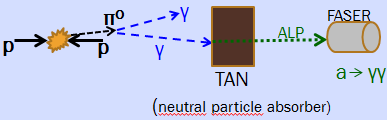 π⁰
γ
FASER
p
p
γ
ALP
a→ γγ
TAN
(neutral particle absorber)